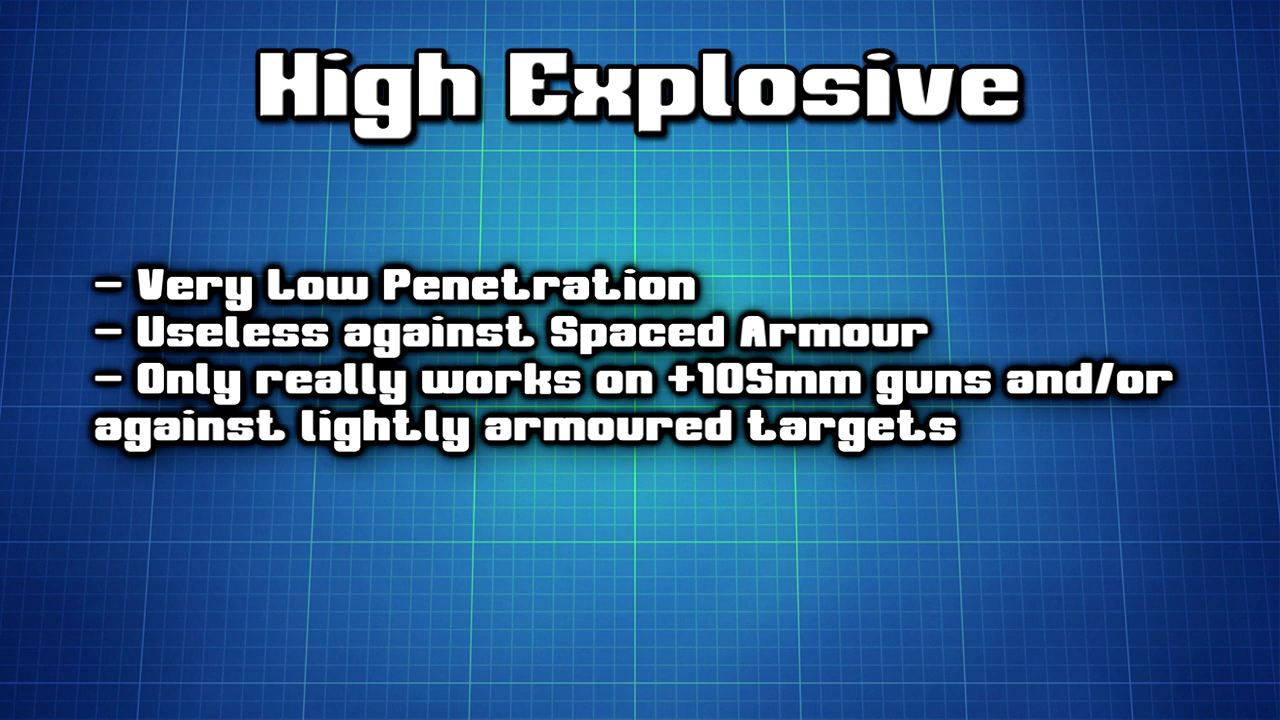 High Explosive
- Very Low Penetration
- Useless against Spaced Armour
- Only really works on +105mm guns and/or
against lightly armoured targets